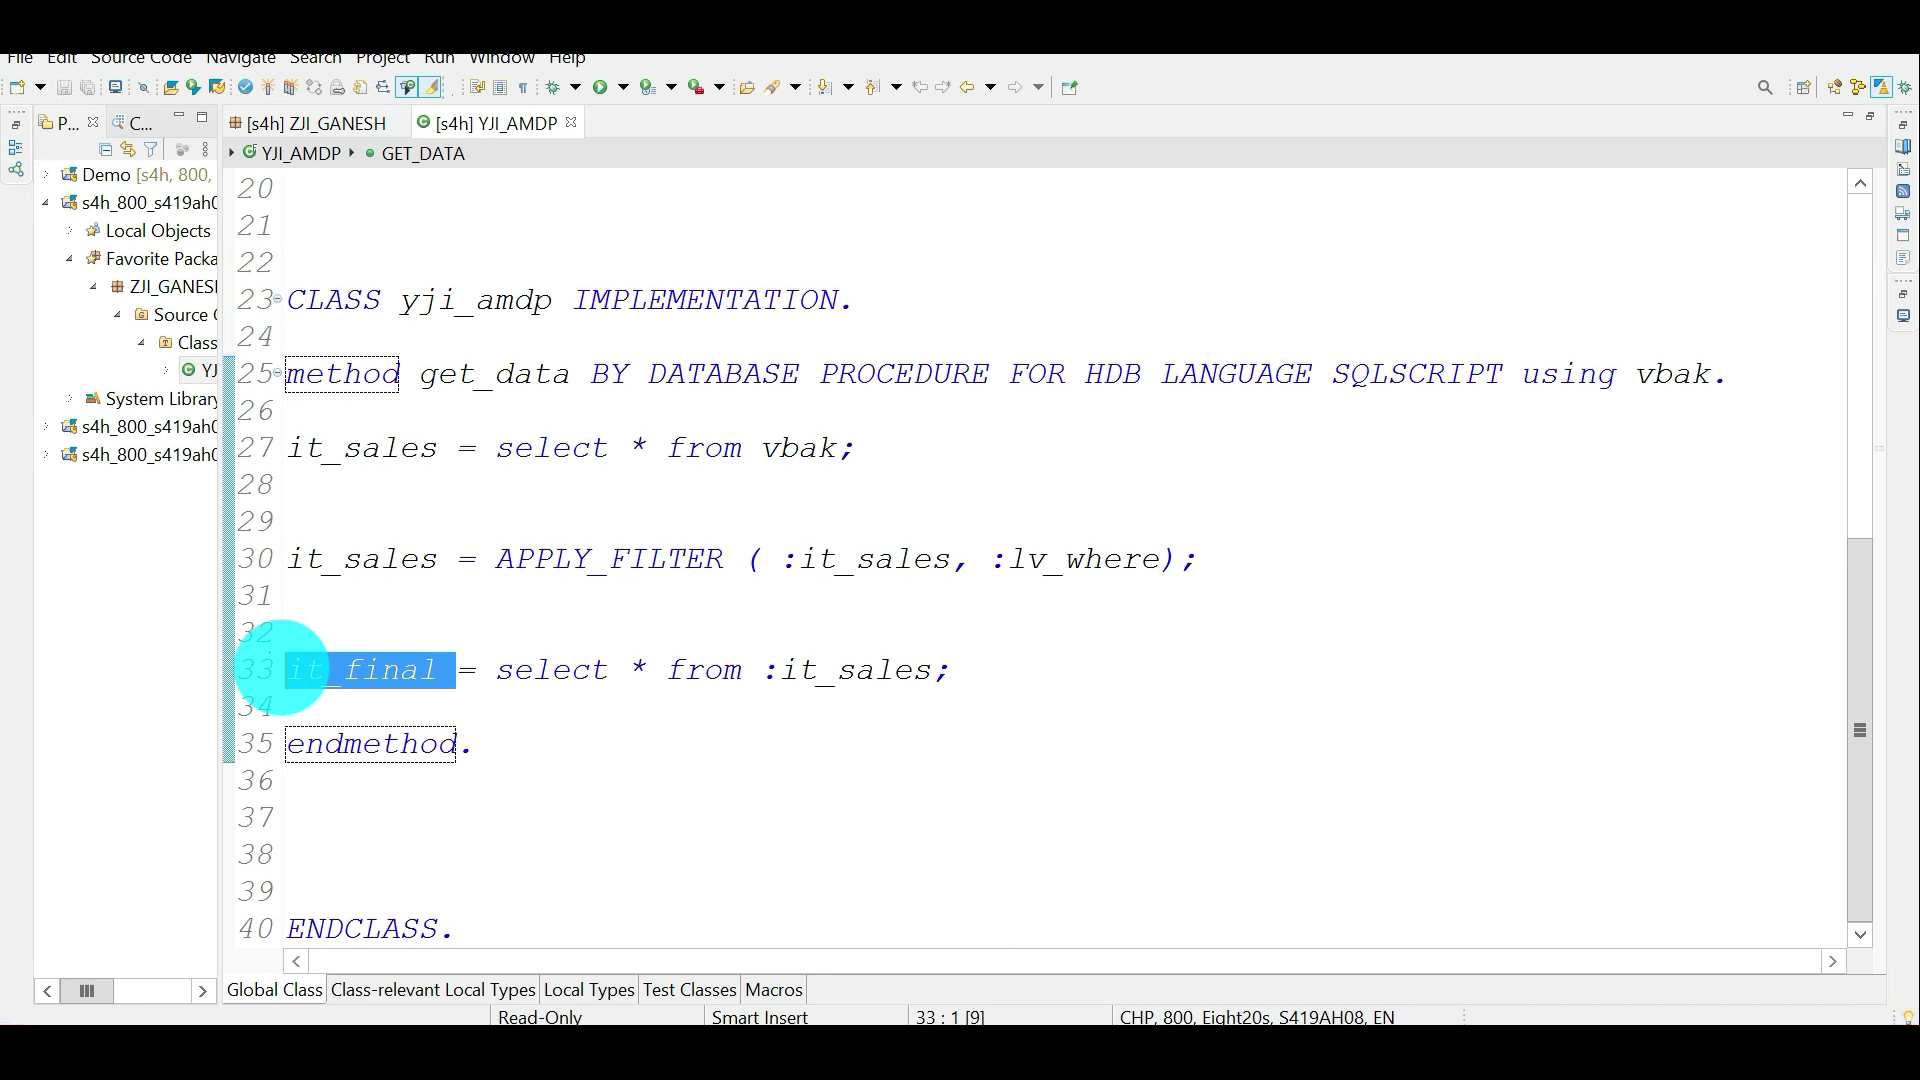 File Edit Source Code Navigate Search Project Run Window Help
P... C...
[s4h] ZJI_GANESH [s4h] YJI_AMDP
YJI_AMDP GET_DATA
Demo [s4h, 800,
s4h_800_s419ah0
Local Objects
Favorite Packa
ZJI_GANESH
Source C
Class
YJ
System Library
s4h_800_s419ah0
s4h_800_s419ah0
20
21
22
23 CLASS yji_amdp IMPLEMENTATION.
24
25 method get_data BY DATABASE PROCEDURE FOR HDB LANGUAGE SQLSCRIPT using vbak.
26
27 it_sales = select * from vbak;
28
29
30 it_sales = APPLY_FILTER ( :it_sales, :lv_where);
31
32
33 it_final = select * from :it_sales;
34
35 endmethod.
36
37
38
39
40 ENDCLASS.
Global Class Class-relevant Local Types Local Types Test Classes Macros
Read-Only Smart Insert 33 : 1 [9] CHP, 800, Eight20s, S419AH08, EN